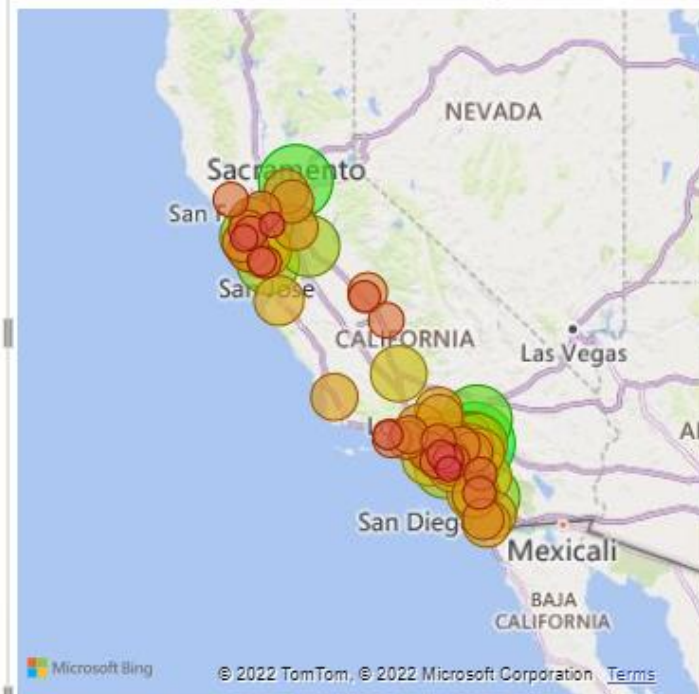 NEVADA
Sacramento
San F
San Jose
CALIFORNIA
Las Vegas
San Dieg
Mexicali
BAJA
CALIFORNIA
Microsoft Bing
© 2022 TomTom, © 2022 Microsoft Corporation Terms